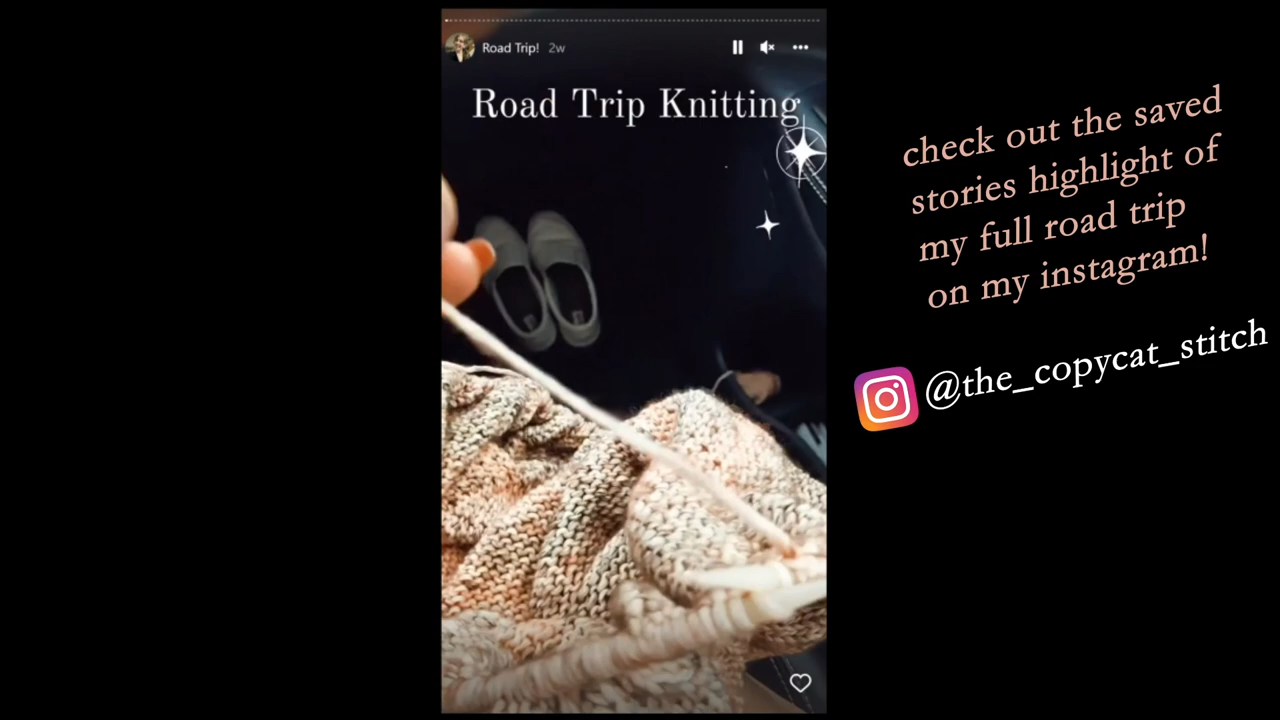 Road Trip! 2w
Road Trip Knitting
check out the saved
stories highlight of
my full road trip
on my instagram!
@the_copycat_stitch